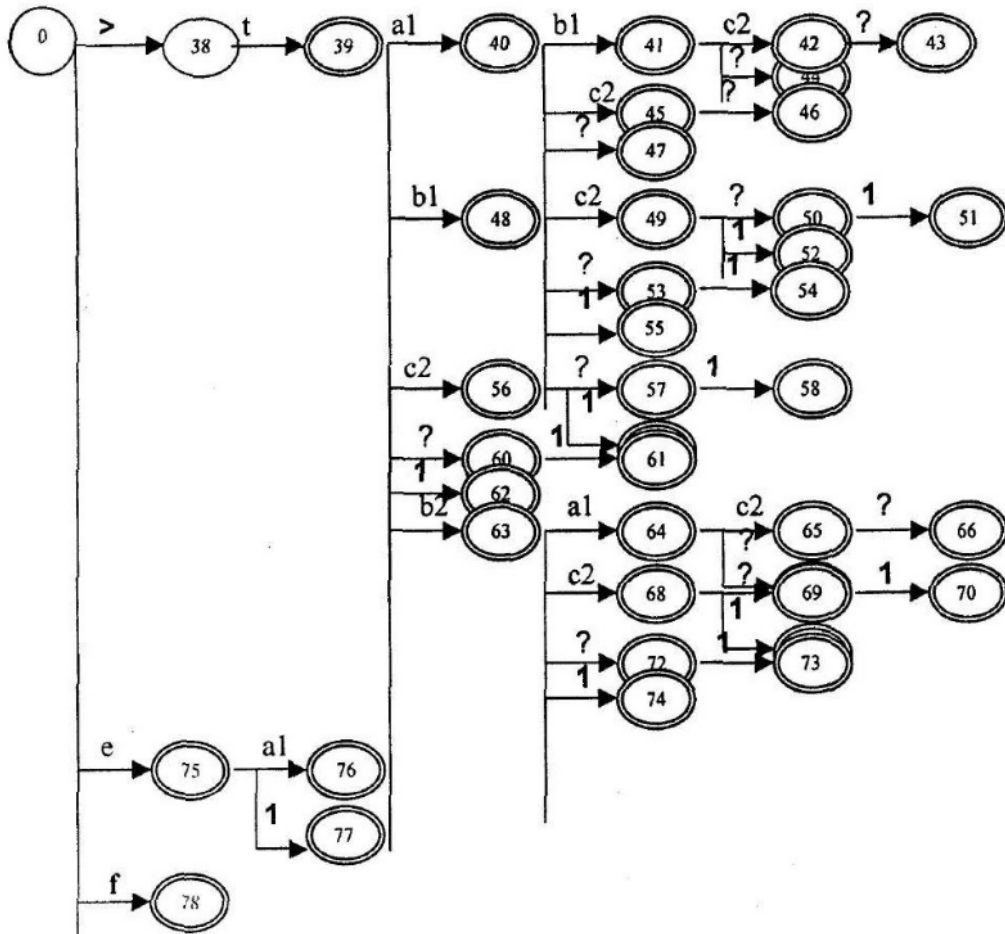 0 > 38 t 39 a1 40 b1 41 c2 42 ? 43
?
c2 45 ? 46
? 47
b1 48 c2 49 ? 50 1 51
1 52
? 53 1 54
1 55
c2 56 ? 57 1 58
1
? 60 1 61
1 62
b2 63 a1 64 c2 65 ? 66
?
c2 68 ? 69 1 70
1
? 72 1 73
1 74
e 75 a1 76
1 77
f 78